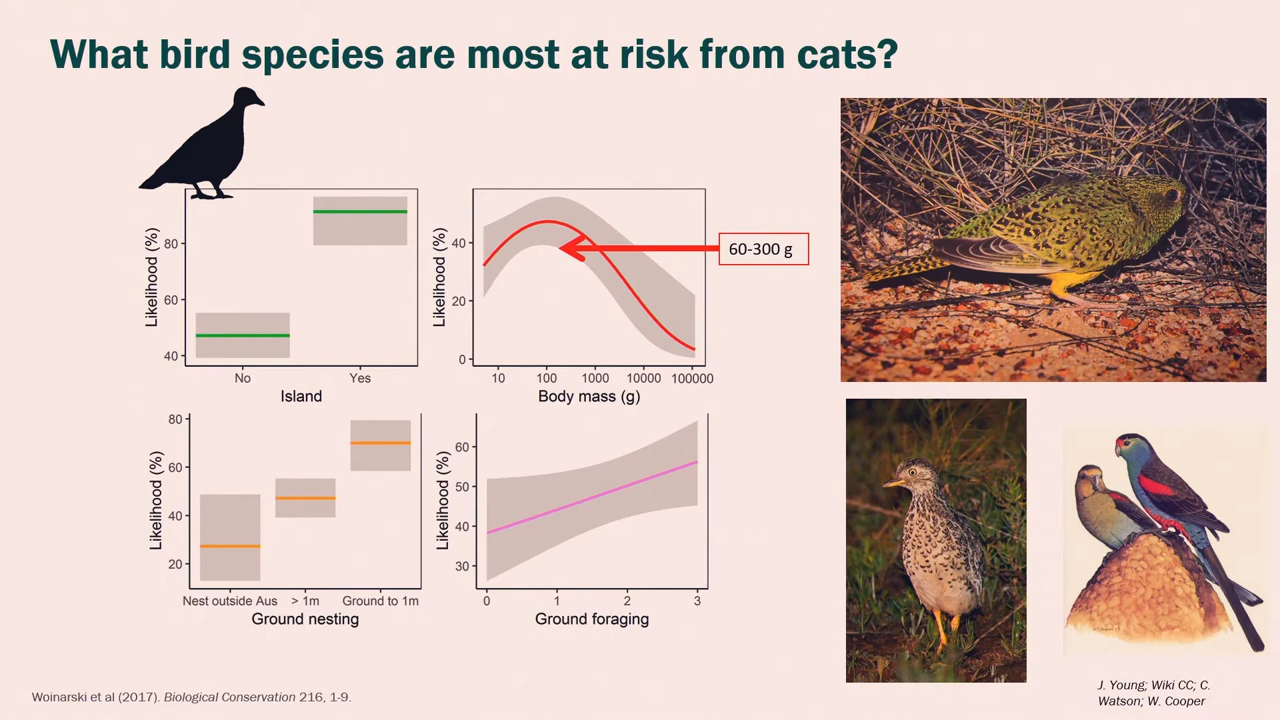 What bird species are most at risk from cats?
Likelihood (%)
80
60
40
No
Yes
Island
Likelihood (%)
40
20
0
10
100
1000
10000
100000
Body mass (g)
60-300 g
Likelihood (%)
80
60
40
20
Nest outside Aus
> 1m
Ground to 1m
Ground nesting
Likelihood (%)
60
50
40
30
0
1
2
3
Ground foraging
Woinarski et al (2017). Biological Conservation 216, 1-9.
J. Young; Wiki CC; C.
Watson; W. Cooper